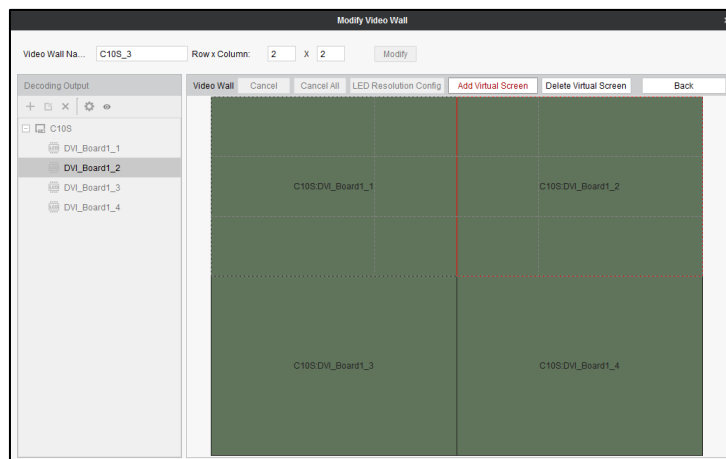 Modify Video Wall
Video Wall Na... C10S_3 Row x Column: 2 X 2 Modify
Decoding Output
Video Wall Cancel Cancel All LED Resolution Config Add Virtual Screen Delete Virtual Screen Back
C10S
DVI_Board1_1
DVI_Board1_2
DVI_Board1_3
DVI_Board1_4
C10S:DVI_Board1_1 C10S:DVI_Board1_2
C10S:DVI_Board1_3 C10S:DVI_Board1_4